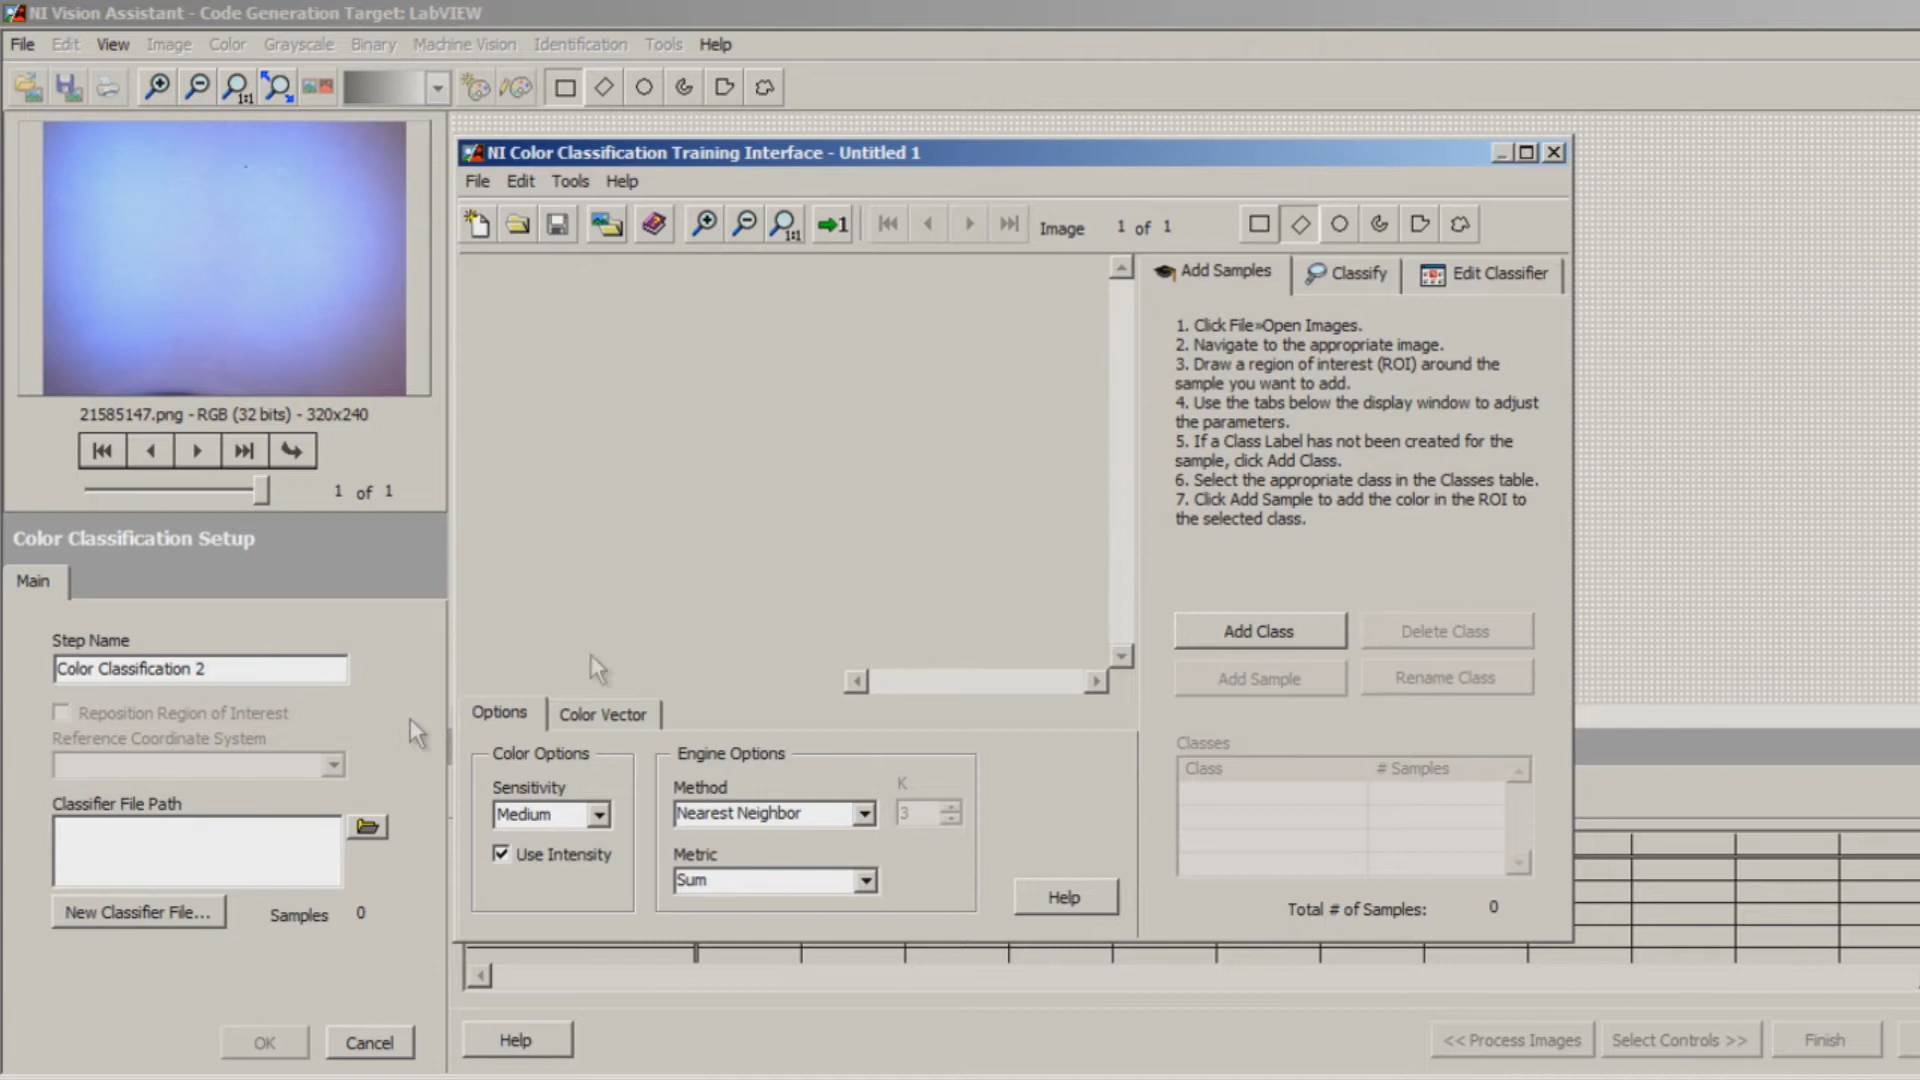 NI Vision Assistant - Code Generation Target: LabVIEW
File Edit View Image Color Grayscale Binary Machine Vision Identification Tools Help
1:1
21585147.png - RGB (32 bits) - 320x240
1 of 1
Color Classification Setup
Main
Step Name
Color Classification 2
Reposition Region of Interest
Reference Coordinate System
Classifier File Path
New Classifier File...
Samples 0
OK
Cancel
NI Color Classification Training Interface - Untitled 1
File Edit Tools Help
1:1
1
Image 1 of 1
Add Samples
Classify
Edit Classifier
1. Click File»Open Images.
2. Navigate to the appropriate image.
3. Draw a region of interest (ROI) around the
sample you want to add.
4. Use the tabs below the display window to adjust
the parameters.
5. If a Class Label has not been created for the
sample, click Add Class.
6. Select the appropriate class in the Classes table.
7. Click Add Sample to add the color in the ROI to
the selected class.
Add Class
Delete Class
Add Sample
Rename Class
Classes
Class # Samples
Total # of Samples: 0
Options
Color Vector
Color Options
Sensitivity
Medium
Use Intensity
Engine Options
Method
Nearest Neighbor
K
3
Metric
Sum
Help
Help
<< Process Images
Select Controls >>
Finish